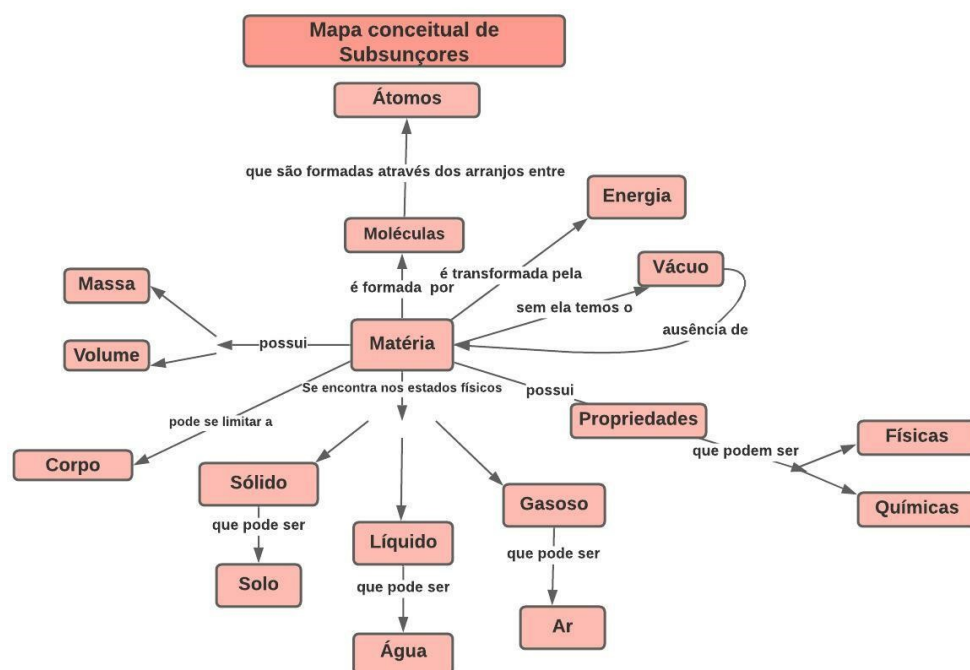 Mapa conceitual de
Subsunçores
Átomos
que são formadas através dos arranjos entre
Energia
Moléculas
Vácuo
é transformada pela
Massa
é formada por
sem ela temos o
ausência de
possui
Matéria
Volume
Se encontra nos estados físicos
possui
Propriedades
pode se limitar a
Físicas
que podem ser
Corpo
Sólido
Gasoso
Químicas
que pode ser
Líquido
que pode ser
Solo
que pode ser
Ar
Água